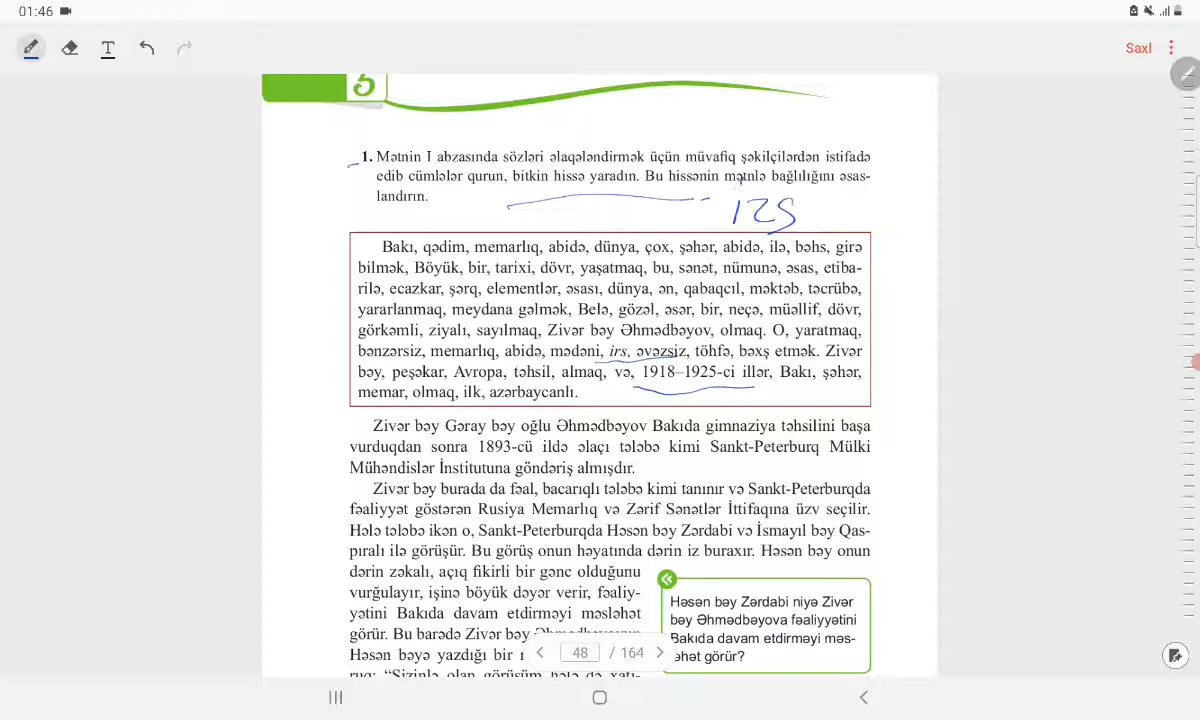 01:46
Saxl
5
1. Mətnin I abzasında sözləri əlaqələndirmək üçün müvafiq şəkilçilərdən istifadə
edib cümlələr qurun, bitkin hissə yaradın. Bu hissənin mətnlə bağlılığını əsas-
landırın.
Bakı, qədim, memarlıq, abidə, dünya, çox, şəhər, abidə, ilə, bəhs, girə
bilmək, Böyük, bir, tarixi, dövr, yaşatmaq, bu, sənət, nümunə, əsas, etiba-
rilə, ecazkar, şərq, elementlər, əsası, dünya, ən, qabaqcıl, məktəb, təcrübə,
yararlanmaq, meydana gəlmək, Belə, gözəl, əsər, bir, neçə, müəllif, dövr,
görkəmli, ziyalı, sayılmaq, Zivər bəy Əhmədbəyov, olmaq. O, yaratmaq,
bənzərsiz, memarlıq, abidə, mədəni, irs, əvəzsiz, töhfə, bəxş etmək. Zivər
bəy, peşəkar, Avropa, təhsil, almaq, və, 1918–1925-ci illər, Bakı, şəhər,
memar, olmaq, ilk, azərbaycanlı.
Zivər bəy Gəray bəy oğlu Əhmədbəyov Bakıda gimnaziya təhsilini başa
vurduqdan sonra 1893-cü ildə əlaçı tələbə kimi Sankt-Peterburq Mülki
Mühəndislər İnstitutuna göndəriş almışdır.
Zivər bəy burada da fəal, bacarıqlı tələbə kimi tanınır və Sankt-Peterburqda
fəaliyyət göstərən Rusiya Memarlıq və Zərif Sənətlər İttifaqına üzv seçilir.
Hələ tələbə ikən o, Sankt-Peterburqda Həsən bəy Zərdabi və İsmayıl bəy Qas-
pıralı ilə görüşür. Bu görüş onun həyatında dərin iz buraxır. Həsən bəy onun
dərin zəkalı, açıq fikirli bir gənc olduğunu
vurğulayır, işinə böyük dəyər verir, fəaliy-
yətini Bakıda davam etdirməyi məsləhət
görür. Bu barədə Zivər bəy
Həsən bəyə yazdığı bir
ruq: “Sizinlə olan görüşüm hələ də xatı-
Həsən bəy Zərdabi niyə Zivər
bəy Əhmədbəyova fəaliyyətini
Bakıda davam etdirməyi məs-
ləhət görür?
48 / 164